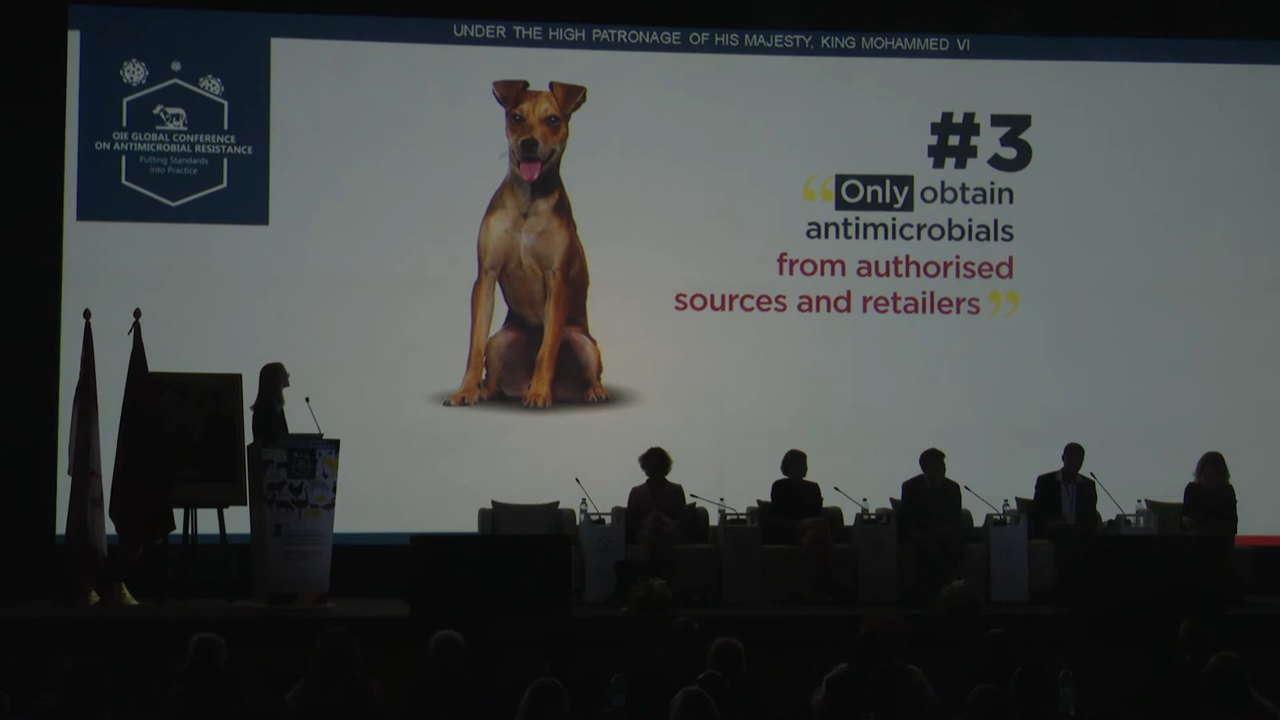 UNDER THE HIGH PATRONAGE OF HIS MAJESTY, KING MOHAMMED VI
OIE GLOBAL CONFERENCE
ON ANTIMICROBIAL RESISTANCE
Putting Standards
into Practice
#3
“Only obtain
antimicrobials
from authorised
sources and retailers”